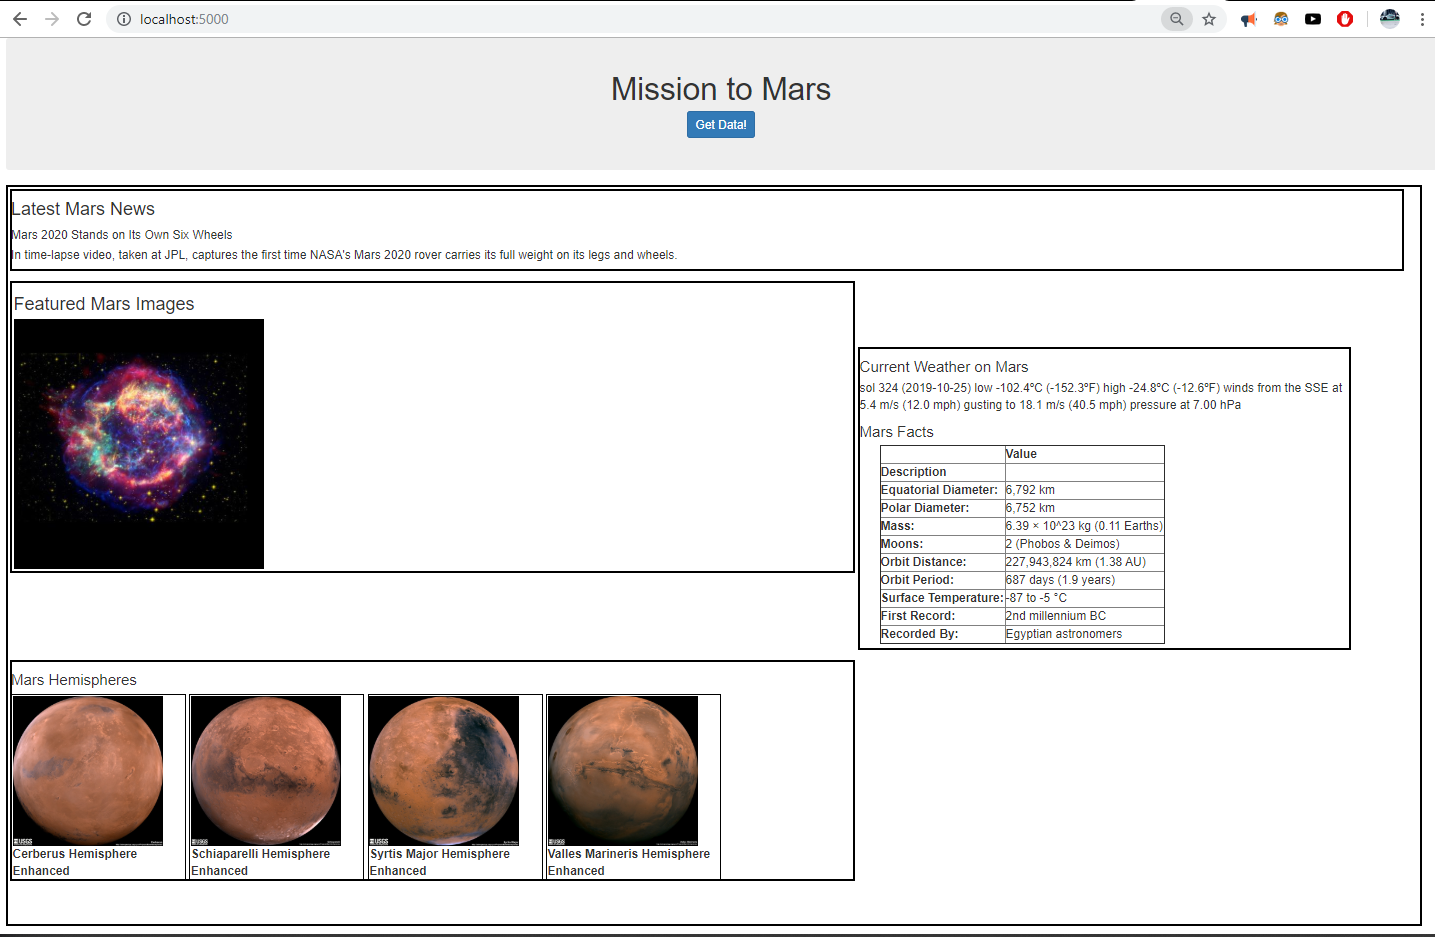 localhost:5000
Mission to Mars
Get Data!
Latest Mars News
Mars 2020 Stands on Its Own Six Wheels
In time-lapse video, taken at JPL, captures the first time NASA's Mars 2020 rover carries its full weight on its legs and wheels.
Featured Mars Images
Current Weather on Mars
sol 324 (2019-10-25) low -102.4ºC (-152.3ºF) high -24.8ºC (-12.6ºF) winds from the SSE at
5.4 m/s (12.0 mph) gusting to 18.1 m/s (40.5 mph) pressure at 7.00 hPa
Mars Facts
Value
Description
Equatorial Diameter: 6,792 km
Polar Diameter: 6,752 km
Mass: 6.39 × 10^23 kg (0.11 Earths)
Moons: 2 (Phobos & Deimos)
Orbit Distance: 227,943,824 km (1.38 AU)
Orbit Period: 687 days (1.9 years)
Surface Temperature: -87 to -5 °C
First Record: 2nd millennium BC
Recorded By: Egyptian astronomers
Mars Hemispheres
USGS
USGS
USGS
USGS
Cerberus Hemisphere
Enhanced
Schiaparelli Hemisphere
Enhanced
Syrtis Major Hemisphere
Enhanced
Valles Marineris Hemisphere
Enhanced